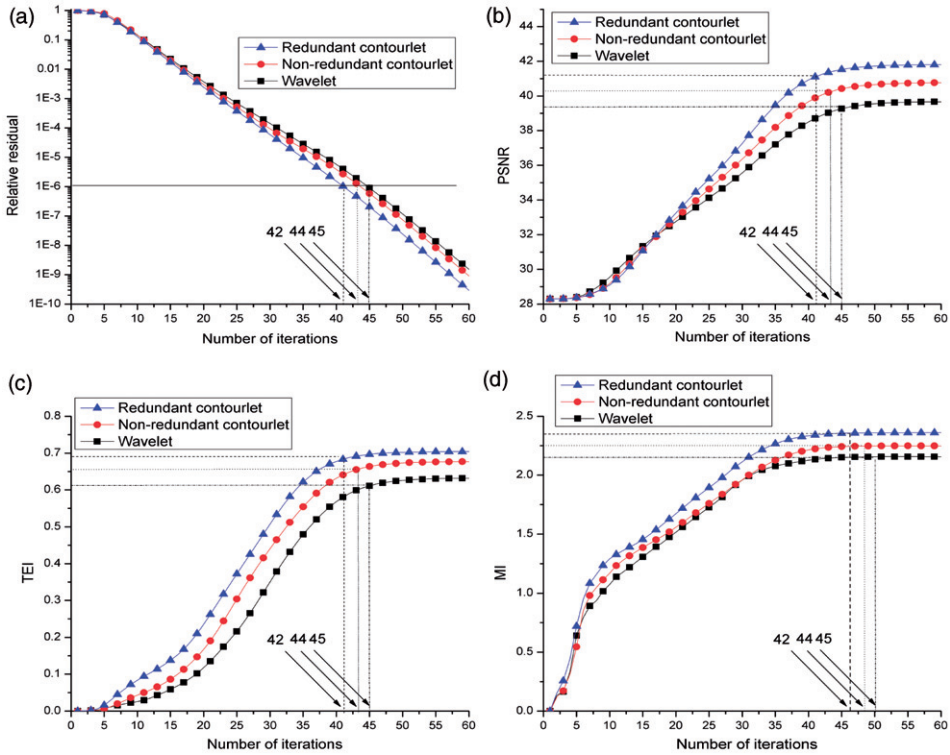 (a)
Redundant contourlet
Non-redundant contourlet
Wavelet
Relative residual
1
0.1
0.01
1E-3
1E-4
1E-5
1E-6
1E-7
1E-8
1E-9
1E-10
42 44 45
0 5 10 15 20 25 30 35 40 45 50 55 60
Number of iterations
(b)
Redundant contourlet
Non-redundant contourlet
Wavelet
PSNR
44
42
40
38
36
34
32
30
28
42 44 45
0 5 10 15 20 25 30 35 40 45 50 55 60
Number of iterations
(c)
Redundant contourlet
Non-redundant contourlet
Wavelet
TEI
0.8
0.7
0.6
0.5
0.4
0.3
0.2
0.1
0.0
42 44 45
0 5 10 15 20 25 30 35 40 45 50 55 60
Number of iterations
(d)
Redundant contourlet
Non-redundant contourlet
Wavelet
MI
2.5
2.0
1.5
1.0
0.5
0.0
42 44 45
0 5 10 15 20 25 30 35 40 45 50 55 60
Number of iterations